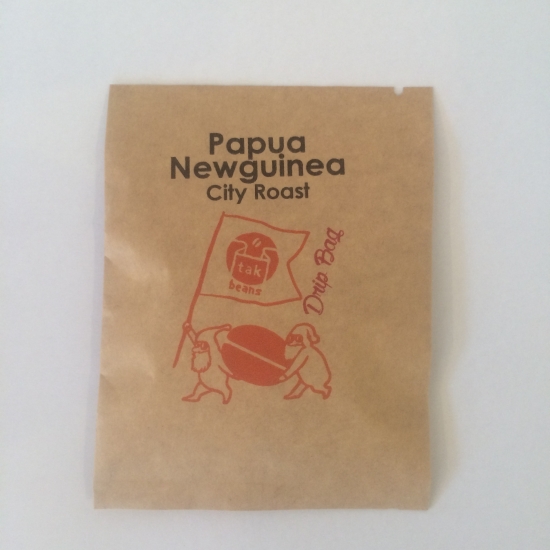 Papua
Newguinea
City Roast
tak
beans
Drip Bag